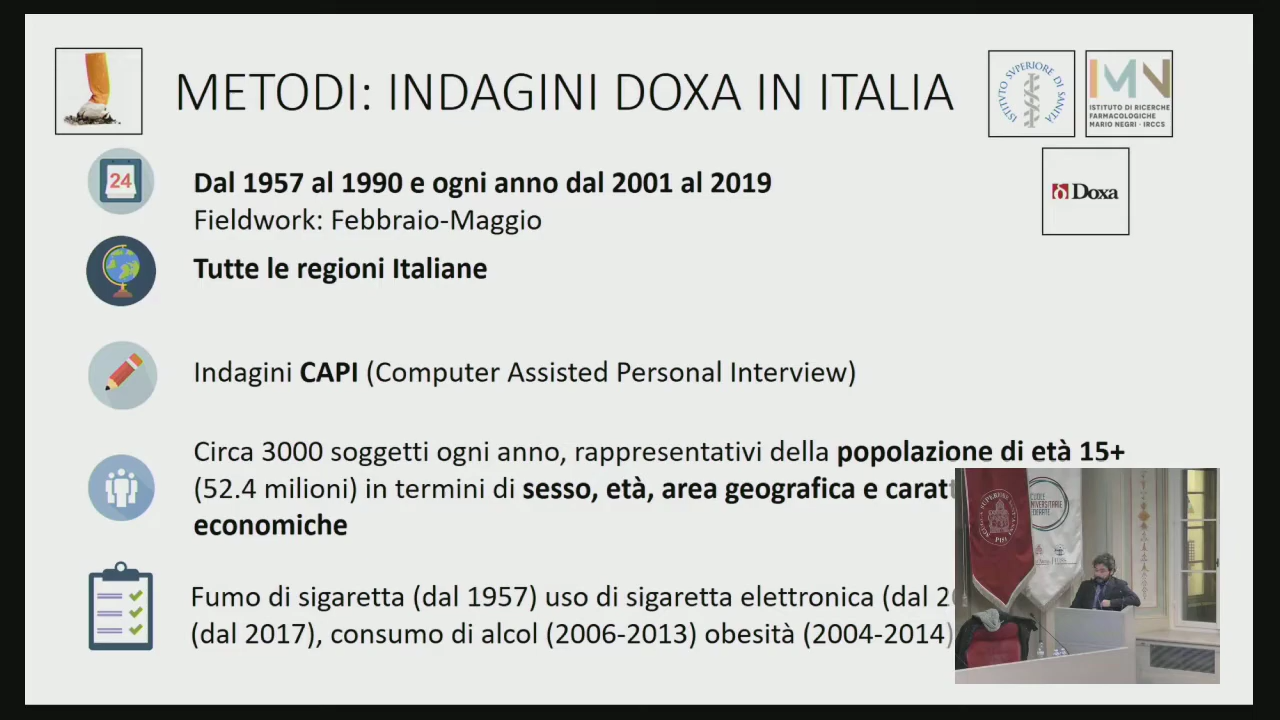 METODI: INDAGINI DOXA IN ITALIA
ISTITVTO SVPERIORE DI SANITÀ
IMN
ISTITUTO DI RICERCHE
FARMACOLOGICHE
MARIO NEGRI · IRCCS
Doxa
24
Dal 1957 al 1990 e ogni anno dal 2001 al 2019
Fieldwork: Febbraio-Maggio
Tutte le regioni Italiane
Indagini CAPI (Computer Assisted Personal Interview)
Circa 3000 soggetti ogni anno, rappresentativi della popolazione di età 15+
(52.4 milioni) in termini di sesso, età, area geografica e
economiche
Fumo di sigaretta (dal 1957) uso di sigaretta elettronica (dal
(dal 2017), consumo di alcol (2006-2013) obesità (2004-2014)